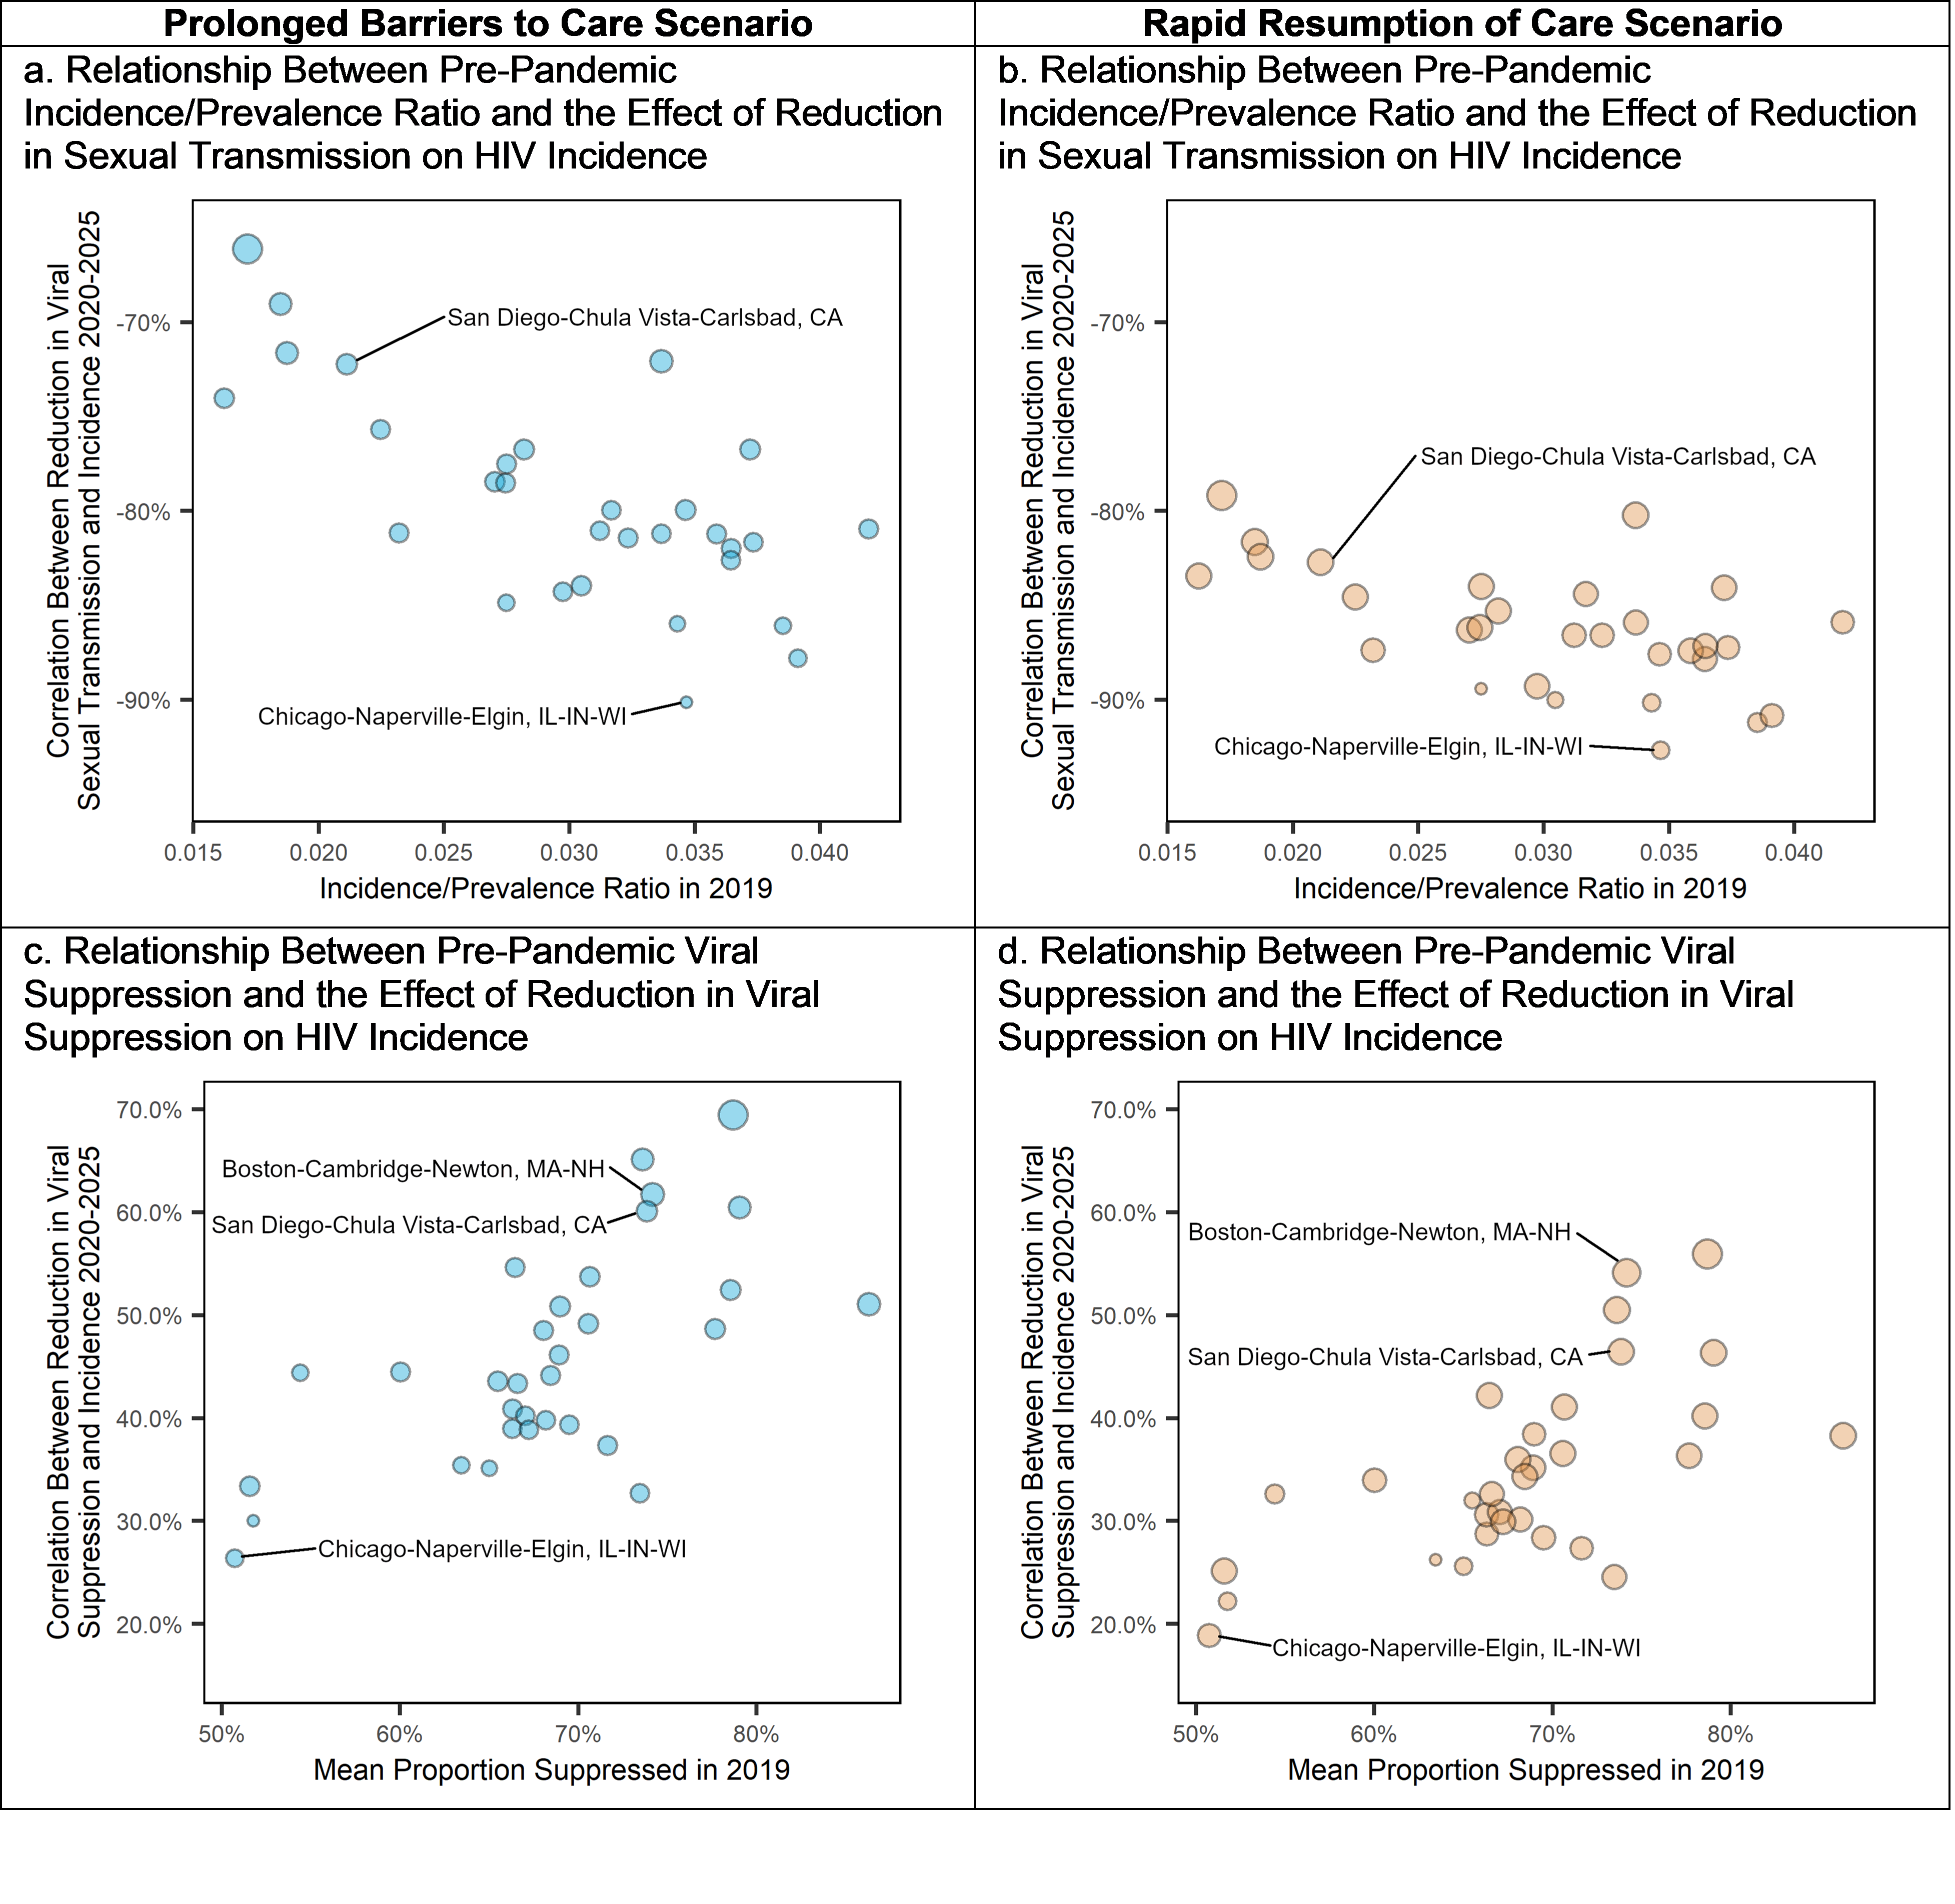 Prolonged Barriers to Care Scenario
Rapid Resumption of Care Scenario
a. Relationship Between Pre-Pandemic
Incidence/Prevalence Ratio and the Effect of Reduction
in Sexual Transmission on HIV Incidence
Correlation Between Reduction in Viral
Sexual Transmission and Incidence 2020-2025
-70%
-80%
-90%
San Diego-Chula Vista-Carlsbad, CA
Chicago-Naperville-Elgin, IL-IN-WI
0.015
0.020
0.025
0.030
0.035
0.040
Incidence/Prevalence Ratio in 2019
b. Relationship Between Pre-Pandemic
Incidence/Prevalence Ratio and the Effect of Reduction
in Sexual Transmission on HIV Incidence
Correlation Between Reduction in Viral
Sexual Transmission and Incidence 2020-2025
-70%
-80%
-90%
San Diego-Chula Vista-Carlsbad, CA
Chicago-Naperville-Elgin, IL-IN-WI
0.015
0.020
0.025
0.030
0.035
0.040
Incidence/Prevalence Ratio in 2019
c. Relationship Between Pre-Pandemic Viral
Suppression and the Effect of Reduction in Viral
Suppression on HIV Incidence
Correlation Between Reduction in Viral
Suppression and Incidence 2020-2025
70.0%
60.0%
50.0%
40.0%
30.0%
20.0%
Boston-Cambridge-Newton, MA-NH
San Diego-Chula Vista-Carlsbad, CA
Chicago-Naperville-Elgin, IL-IN-WI
50%
60%
70%
80%
Mean Proportion Suppressed in 2019
d. Relationship Between Pre-Pandemic Viral
Suppression and the Effect of Reduction in Viral
Suppression on HIV Incidence
Correlation Between Reduction in Viral
Suppression and Incidence 2020-2025
70.0%
60.0%
50.0%
40.0%
30.0%
20.0%
Boston-Cambridge-Newton, MA-NH
San Diego-Chula Vista-Carlsbad, CA
Chicago-Naperville-Elgin, IL-IN-WI
50%
60%
70%
80%
Mean Proportion Suppressed in 2019